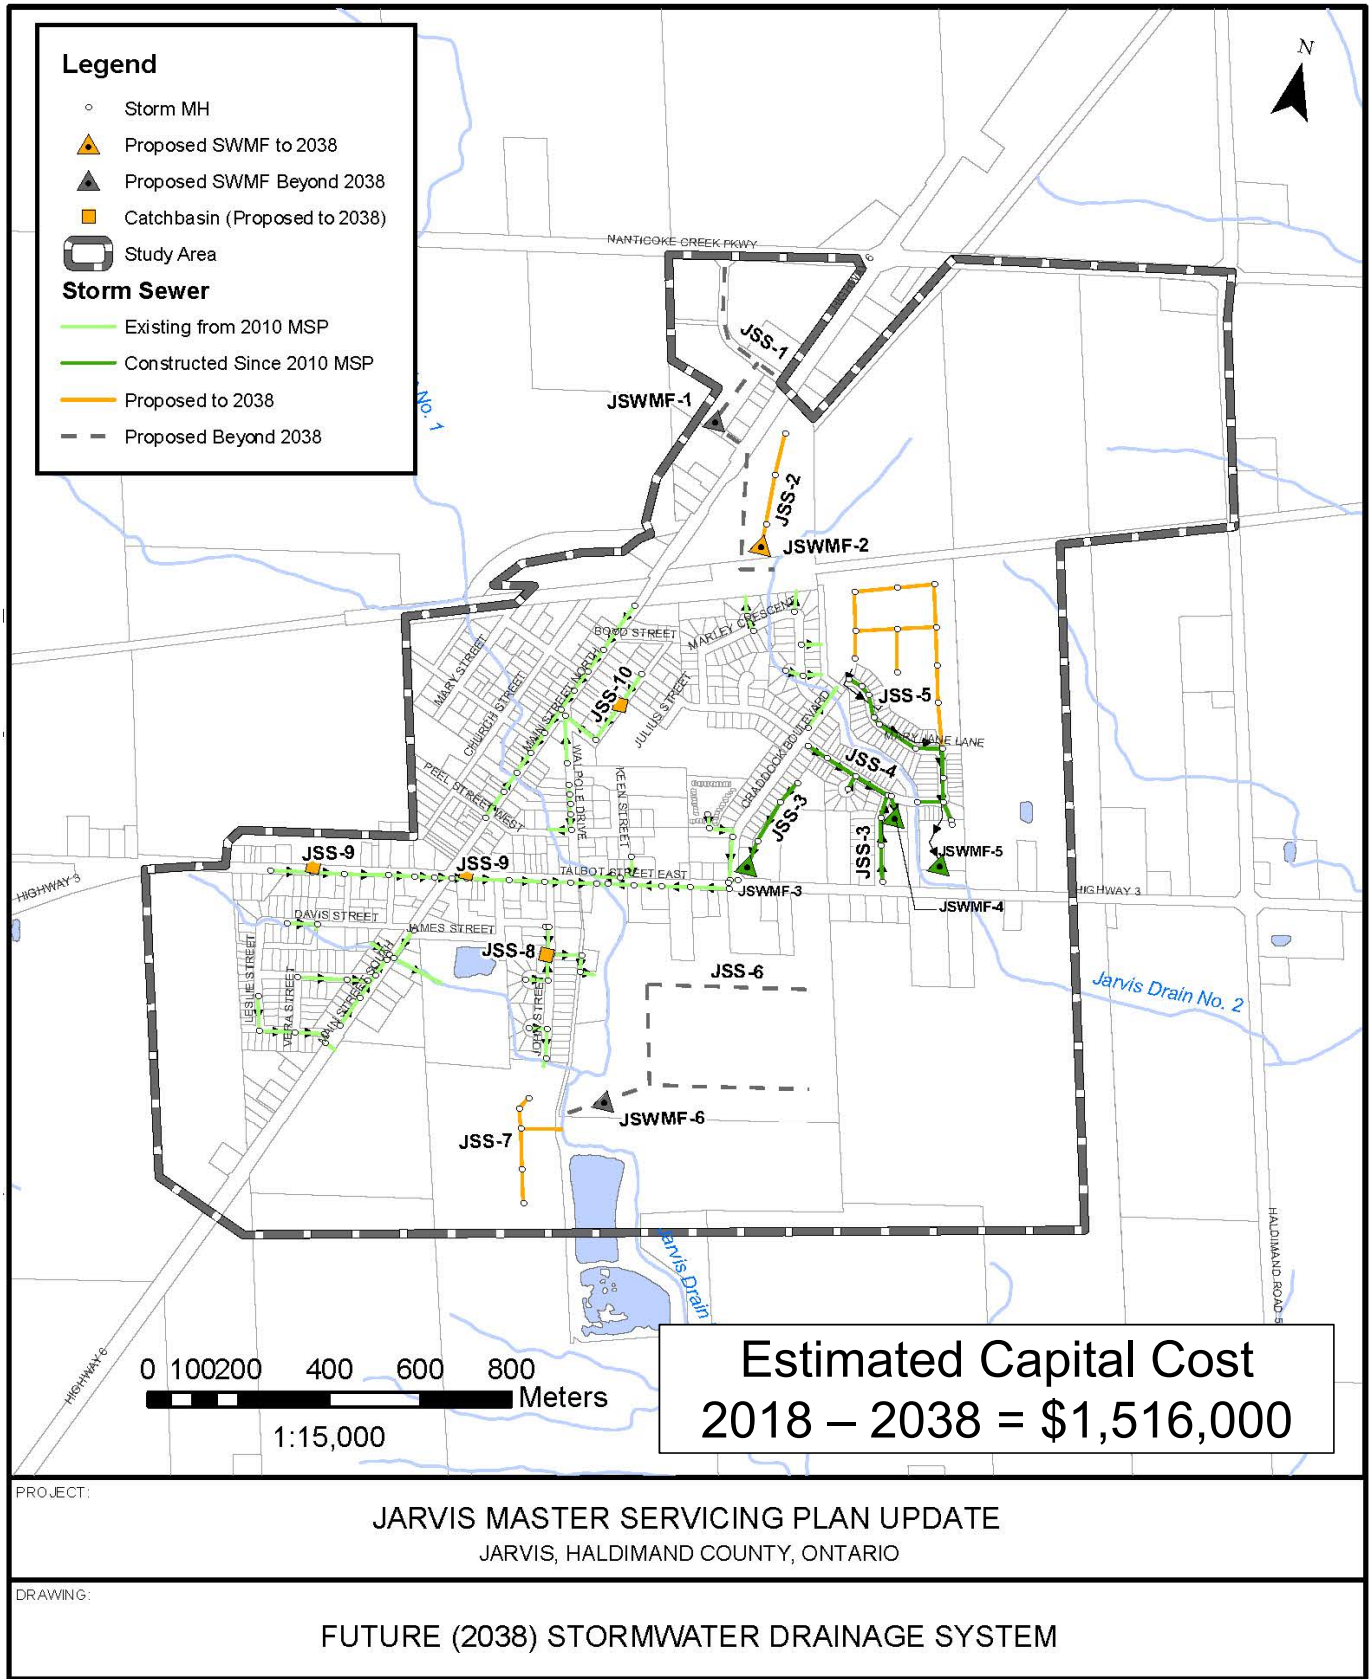 Legend
Storm MH
Proposed SWMF to 2038
Proposed SWMF Beyond 2038
Catchbasin (Proposed to 2038)
Study Area
Storm Sewer
Existing from 2010 MSP
Constructed Since 2010 MSP
Proposed to 2038
Proposed Beyond 2038
N
NANTICOKE CREEK PKWY
JSS-1
JSWMF-1
No. 1
JSS-2
JSWMF-2
BOYD STREET
MARLEY CRESCENT
MARY STREET
CHURCH STREET
MAIN STREET NORTH
JSS-10
JULIUS STREET
JSS-5
MARY JANE LANE
CRADDOCK BOULEVARD
JSS-4
PEEL STREET WEST
WALPOLE DRIVE
KEEN STREET
JSS-3
JSS-3
JSS-9
JSS-9
TALBOT STREET EAST
JSWMF-5
JSWMF-3
JSWMF-4
HIGHWAY 3
HIGHWAY 3
DAVIS STREET
JAMES STREET
JSS-8
LESLIE STREET
VERA STREET
MAIN STREET SOUTH
JOHN STREET
JSS-6
Jarvis Drain No. 2
JSWMF-6
JSS-7
Jarvis Drain
HALDIMAND ROAD 5
HIGHWAY 6
0 100 200 400 600 800
Meters
1:15,000
Estimated Capital Cost
2018 – 2038 = $1,516,000
PROJECT:
JARVIS MASTER SERVICING PLAN UPDATE
JARVIS, HALDIMAND COUNTY, ONTARIO
DRAWING:
FUTURE (2038) STORMWATER DRAINAGE SYSTEM